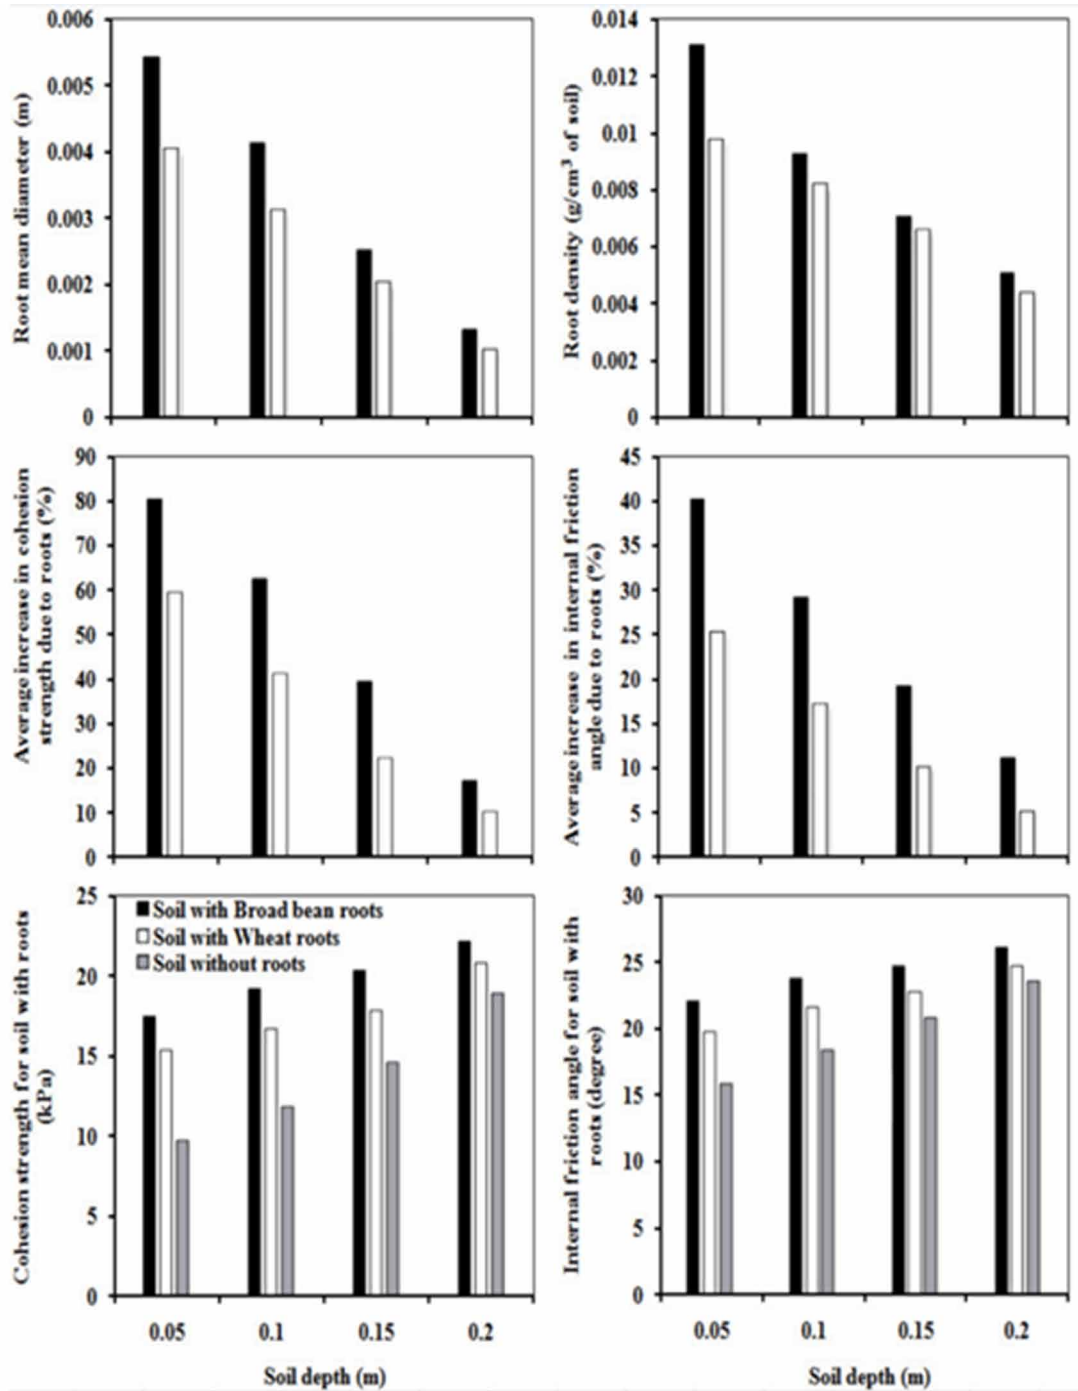 Root mean diameter (m)
0.006
0.005
0.004
0.003
0.002
0.001
0
Root density (g/cm³ of soil)
0.014
0.012
0.01
0.008
0.006
0.004
0.002
0
Average increase in cohesion
strength due to roots (%)
90
80
70
60
50
40
30
20
10
0
Average increase in internal friction
angle due to roots (%)
45
40
35
30
25
20
15
10
5
0
Cohesion strength for soil with roots
(kPa)
25
20
15
10
5
0
Soil with Broad bean roots
Soil with Wheat roots
Soil without roots
0.05 0.1 0.15 0.2
Soil depth (m)
Internal friction angle for soil with
roots (degree)
30
25
20
15
10
5
0
0.05 0.1 0.15 0.2
Soil depth (m)